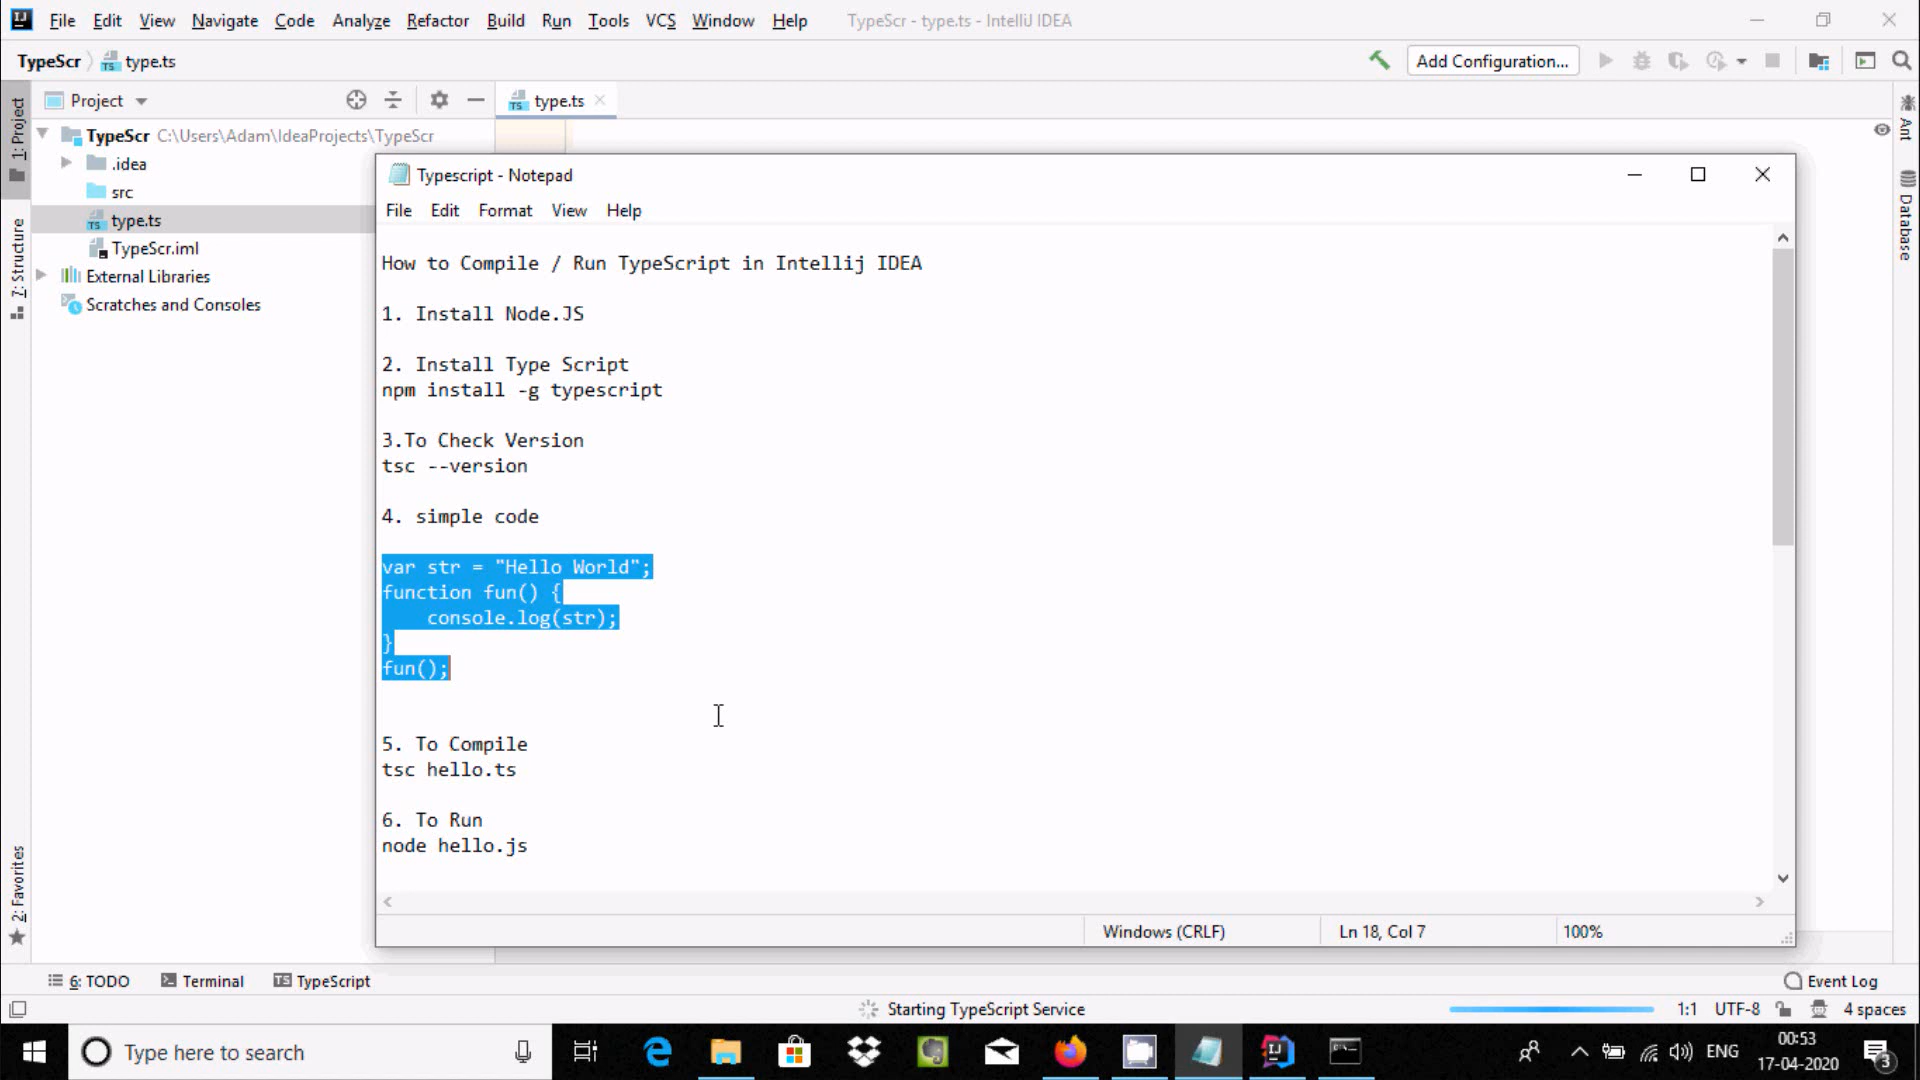 File Edit View Navigate Code Analyze Refactor Build Run Tools VCS Window Help TypeScr - type.ts - IntelliJ IDEA
TypeScr type.ts Add Configuration...
Project type.ts
1: Project
7: Structure
2: Favorites
Ant
Database
TypeScr C:\Users\Adam\IdeaProjects\TypeScr
.idea
src
type.ts
TypeScr.iml
External Libraries
Scratches and Consoles
Typescript - Notepad
File Edit Format View Help
How to Compile / Run TypeScript in Intellij IDEA
1. Install Node.JS
2. Install Type Script
npm install -g typescript
3.To Check Version
tsc --version
4. simple code
var str = "Hello World";
function fun() {
    console.log(str);
}
fun();
5. To Compile
tsc hello.ts
6. To Run
node hello.js
Windows (CRLF) Ln 18, Col 7 100%
6: TODO Terminal TypeScript Event Log
Starting TypeScript Service 1:1 UTF-8 4 spaces
Type here to search ENG 00:53
17-04-2020 3